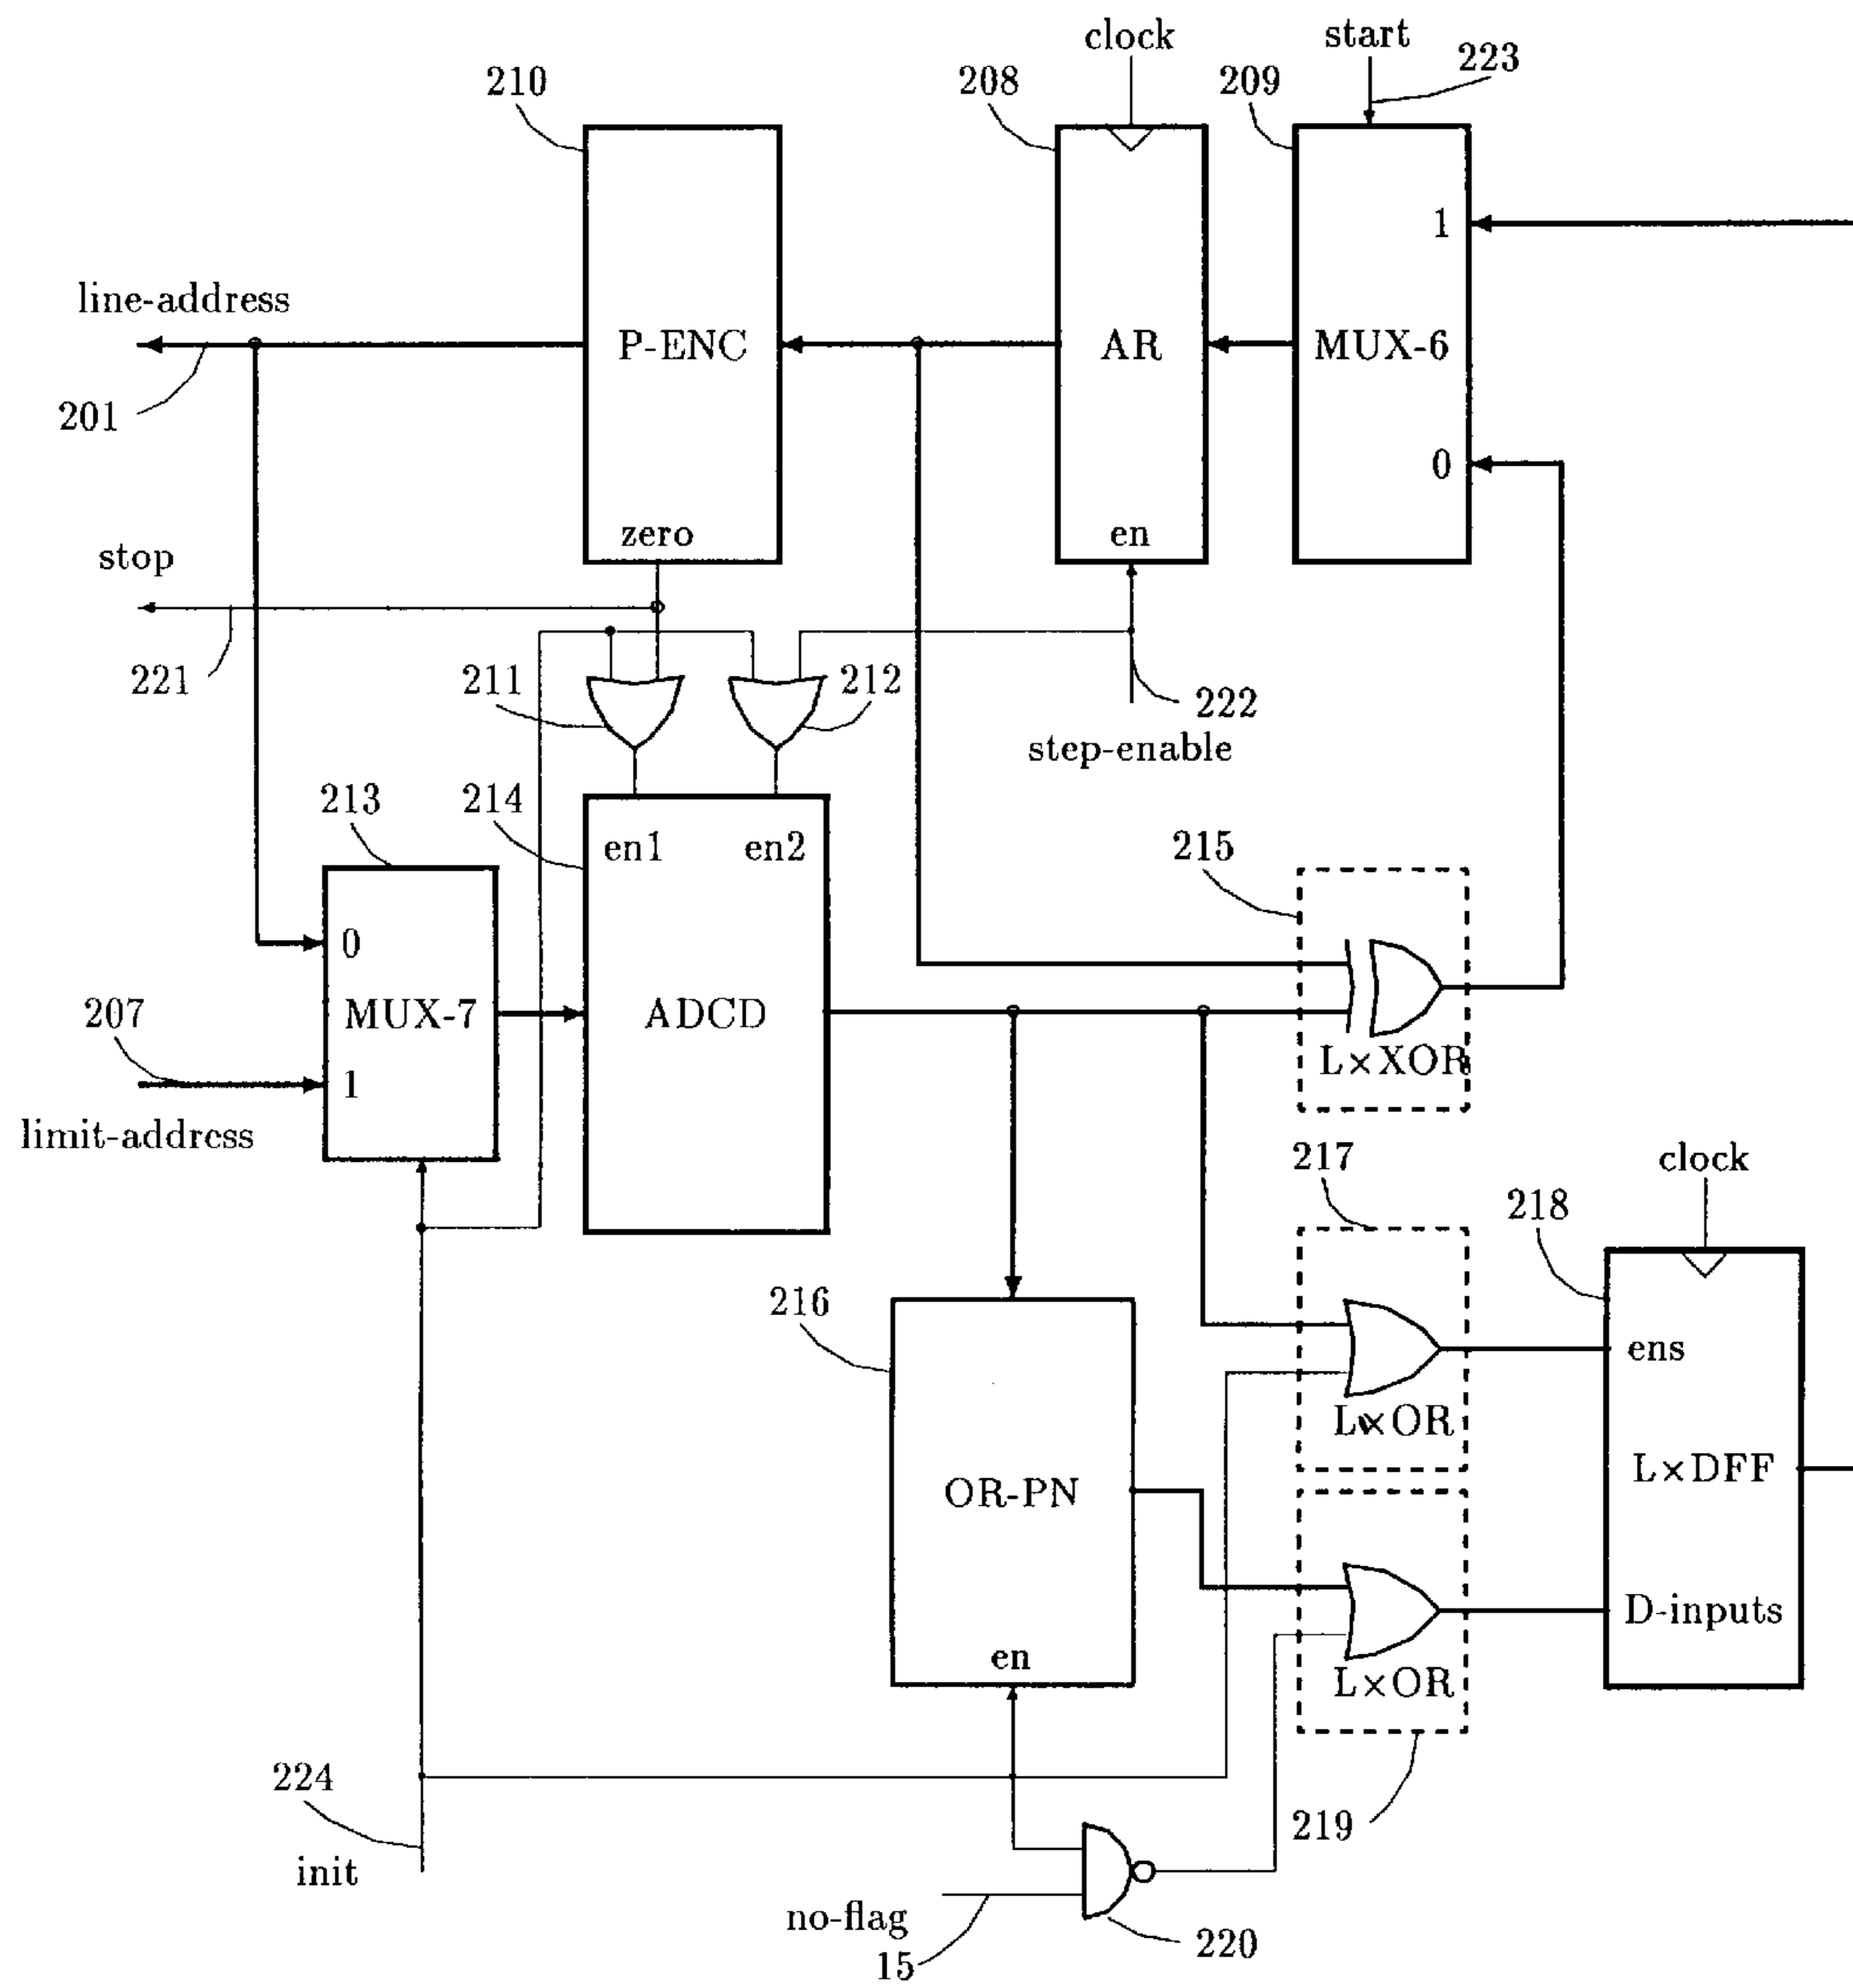 clock
start
223
210
208
209
1
line-address
P-ENC
AR
MUX-6
201
0
zero
en
stop
221
211
212
222
step-enable
213
214
en1
en2
215
0
207
MUX-7
ADCD
1
L×XOR
limit-address
217
clock
218
216
ens
L×OR
OR-PN
L×DFF
D-inputs
en
L×OR
224
219
init
no-flag
15
220